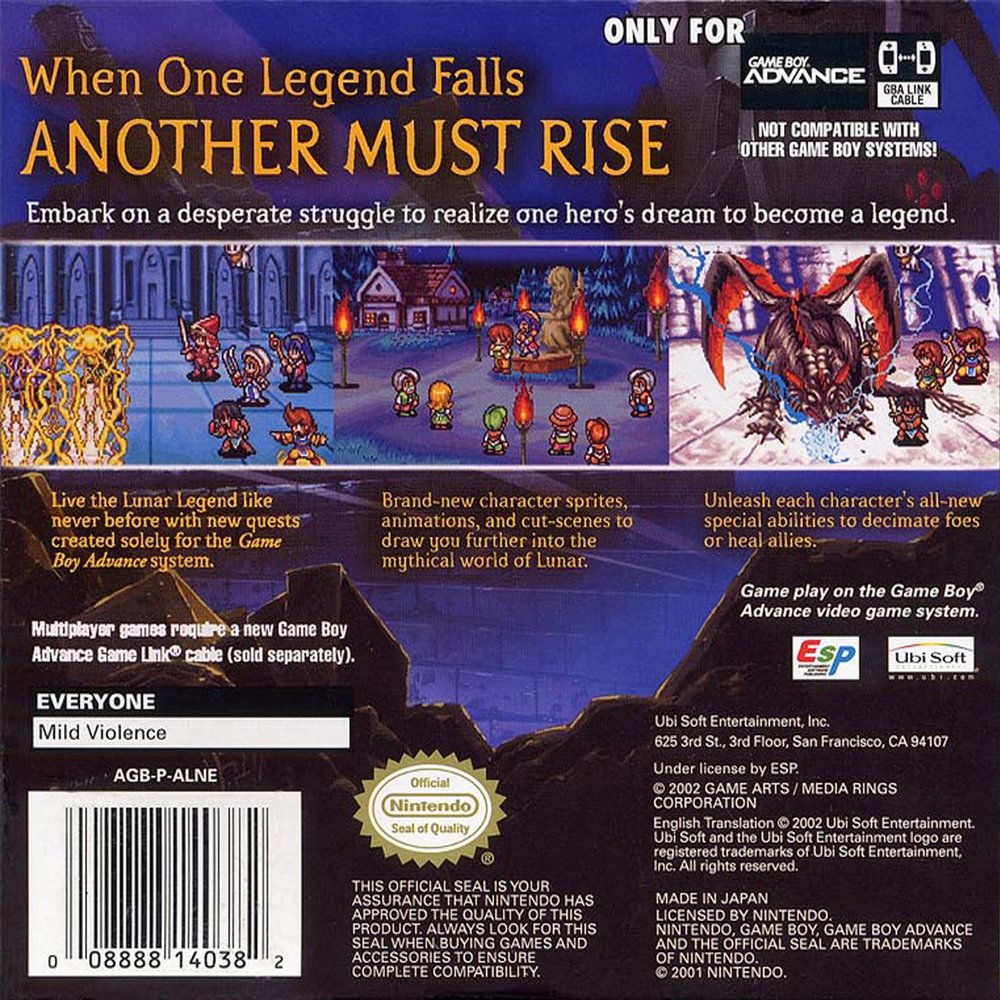 ONLY FOR
GAME BOY
ADVANCE
GBA LINK
CABLE
NOT COMPATIBLE WITH
OTHER GAME BOY SYSTEMS!
When One Legend Falls
ANOTHER MUST RISE
Embark on a desperate struggle to realize one hero's dream to become a legend.
Live the Lunar Legend like
never before with new quests
created solely for the Game
Boy Advance system.
Brand-new character sprites,
animations, and cut-scenes to
draw you further into the
mythical world of Lunar.
Unleash each character's all-new
special abilities to decimate foes
or heal allies.
Game play on the Game Boy®
Advance video game system.
Multiplayer games require a new Game Boy
Advance Game Link® cable (sold separately).
ESP
ENTERTAINMENT
SOFTWARE
PUBLISHING
Ubi Soft
ENTERTAINMENT
www.ubi.com
EVERYONE
Mild Violence
AGB-P-ALNE
0 08888 14038 2
Official
Nintendo
Seal of Quality
®
THIS OFFICIAL SEAL IS YOUR
ASSURANCE THAT NINTENDO HAS
APPROVED THE QUALITY OF THIS
PRODUCT. ALWAYS LOOK FOR THIS
SEAL WHEN BUYING GAMES AND
ACCESSORIES TO ENSURE
COMPLETE COMPATIBILITY.
Ubi Soft Entertainment, Inc.
625 3rd St., 3rd Floor, San Francisco, CA 94107
Under license by ESP.
© 2002 GAME ARTS / MEDIA RINGS
CORPORATION
English Translation © 2002 Ubi Soft Entertainment.
Ubi Soft and the Ubi Soft Entertainment logo are
registered trademarks of Ubi Soft Entertainment,
Inc. All rights reserved.
MADE IN JAPAN
LICENSED BY NINTENDO.
NINTENDO, GAME BOY, GAME BOY ADVANCE
AND THE OFFICIAL SEAL ARE TRADEMARKS
OF NINTENDO.
© 2001 NINTENDO.